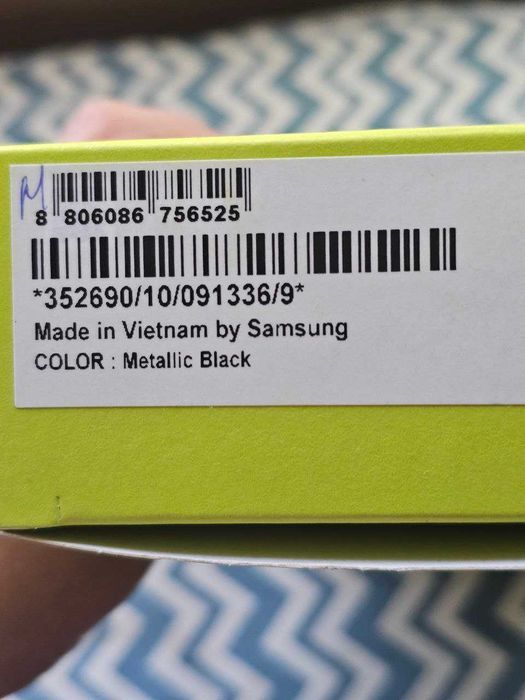 8 806086 756525
*352690/10/091336/9*
Made in Vietnam by Samsung
COLOR : Metallic Black